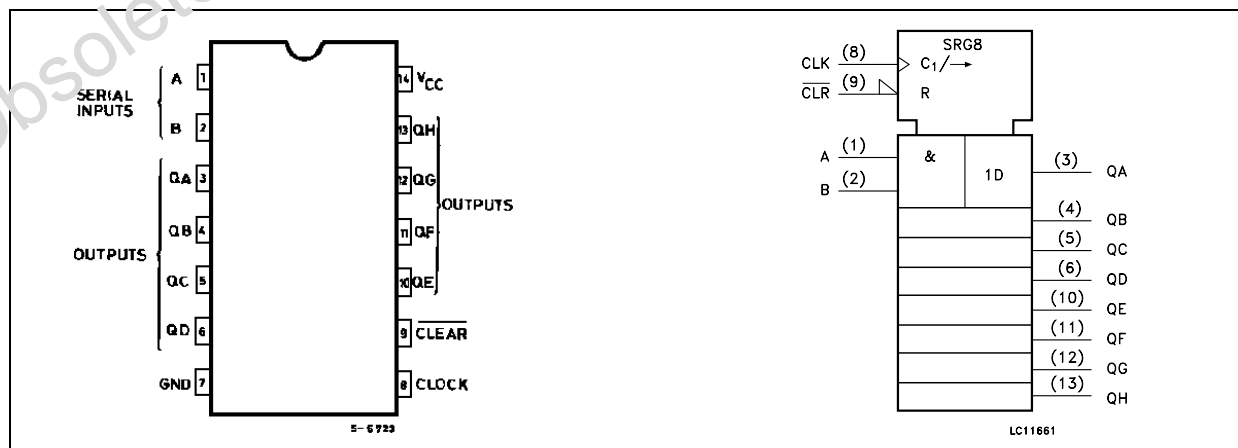 Obsolete
A 1
SERIAL
INPUTS
B 2
QA 3
QB 4
OUTPUTS
QC 5
QD 6
GND 7
14 VCC
13 QH
12 QG
OUTPUTS
11 QF
10 QE
9 CLEAR
8 CLOCK
S-6723
SRG8
CLK (8) C1/→
CLR (9) R
A (1) & 1D (3) QA
B (2)
(4) QB
(5) QC
(6) QD
(10) QE
(11) QF
(12) QG
(13) QH
LC11661